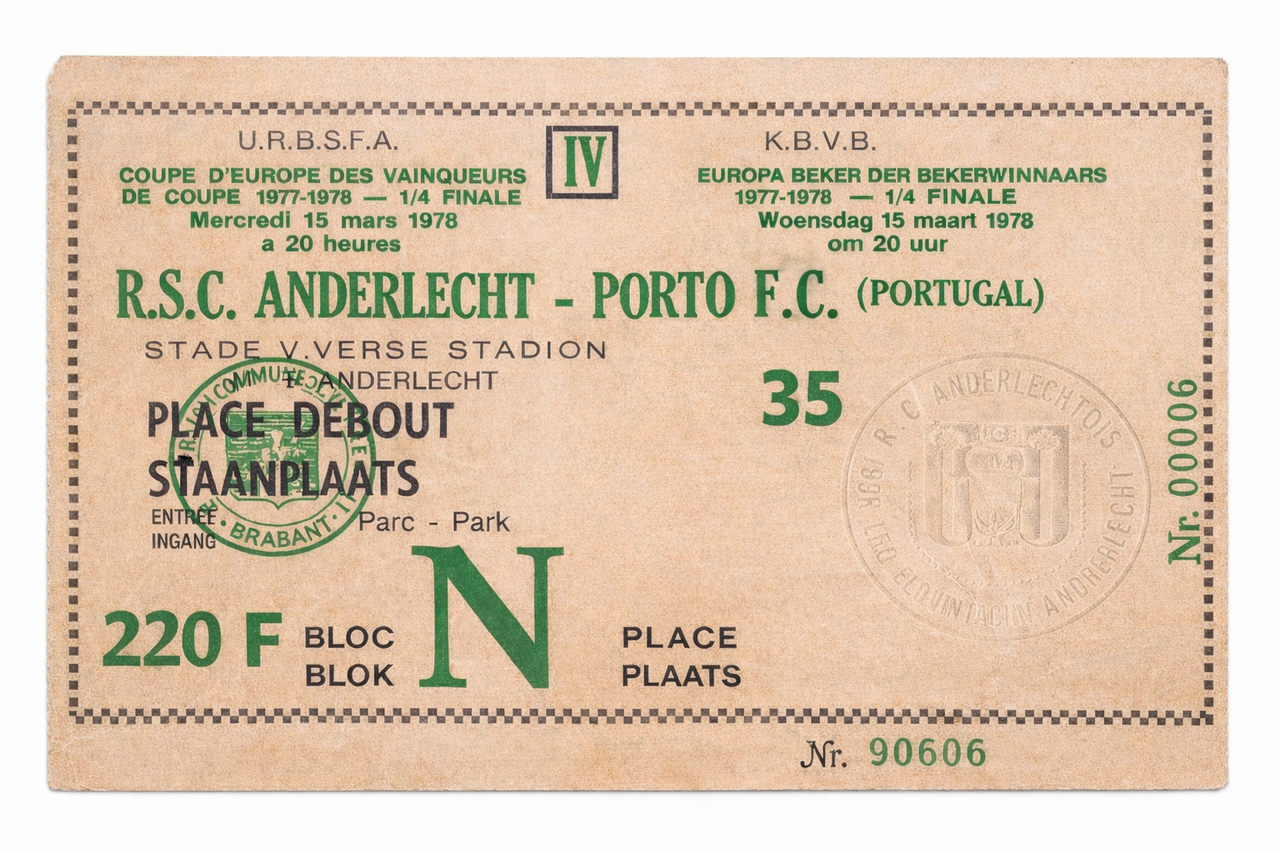 U.R.B.S.F.A.
COUPE D'EUROPE DES VAINQUEURS
DE COUPE 1977-1978 — 1/4 FINALE
Mercredi 15 mars 1978
a 20 heures
IV
K.B.V.B.
EUROPA BEKER DER BEKERWINNAARS
1977-1978 — 1/4 FINALE
Woensdag 15 maart 1978
om 20 uur
R.S.C. ANDERLECHT - PORTO F.C. (PORTUGAL)
STADE V.VERSE STADION
ANDERLECHT
PLACE DEBOUT
STAANPLAATS
ENTREE
INGANG
Parc - Park
BRABANT
35
ANDERLECHTOIS
220 F
BLOC
BLOK
N
PLACE
PLAATS
Nr. 00006
Nr. 90606